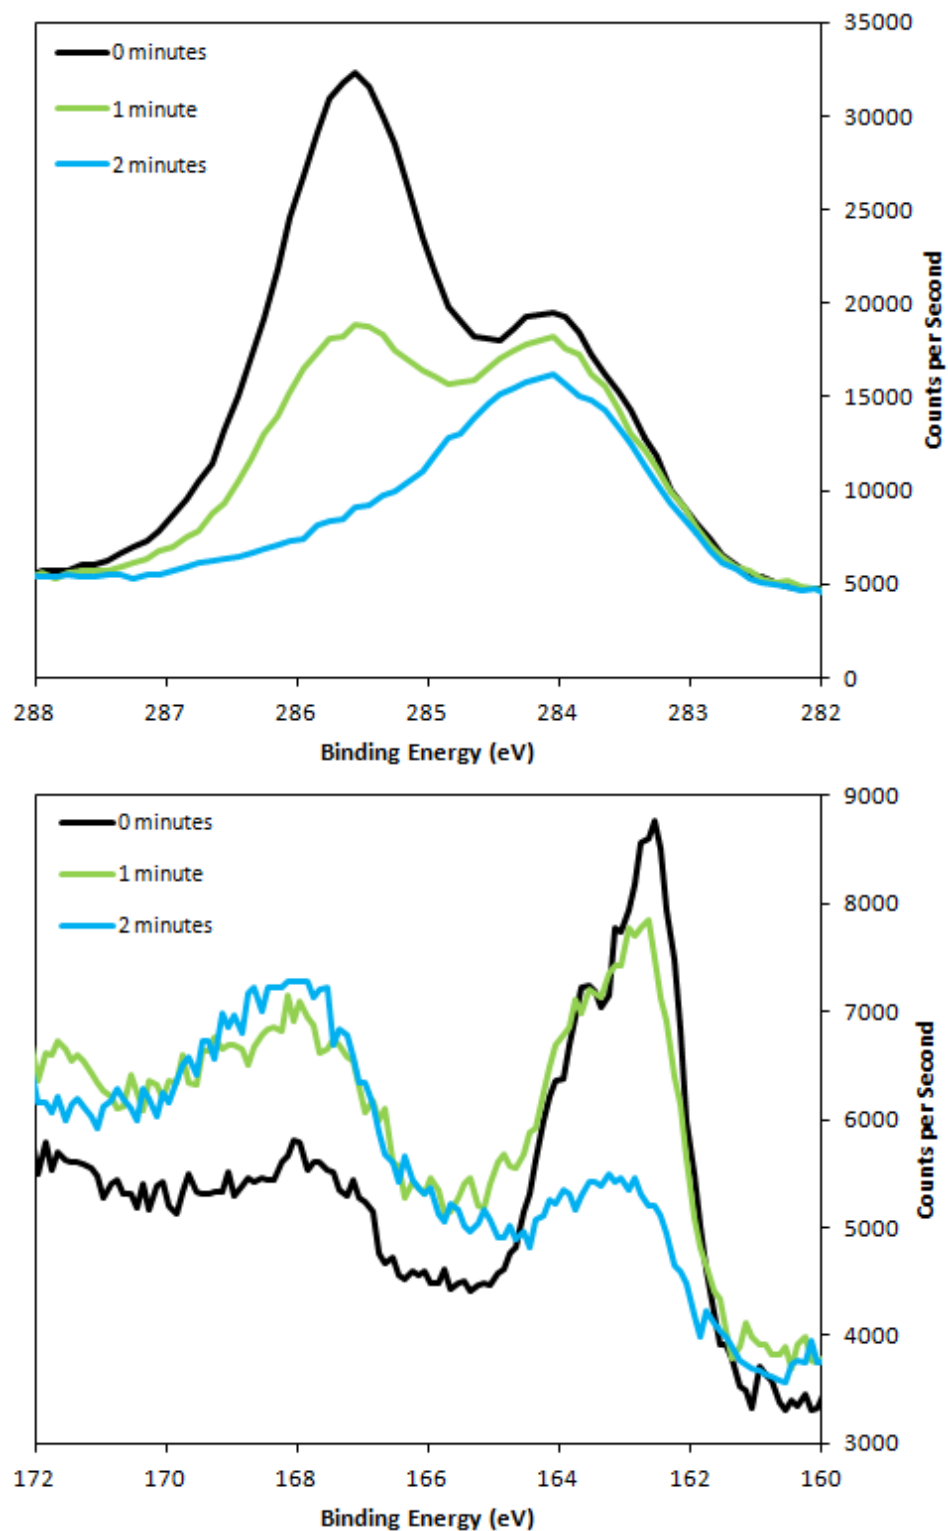 0 minutes
1 minute
2 minutes
35000
30000
25000
20000
15000
10000
5000
0
Counts per Second
288 287 286 285 284 283 282
Binding Energy (eV)
0 minutes
1 minute
2 minutes
9000
8000
7000
6000
5000
4000
3000
Counts per Second
172 170 168 166 164 162 160
Binding Energy (eV)